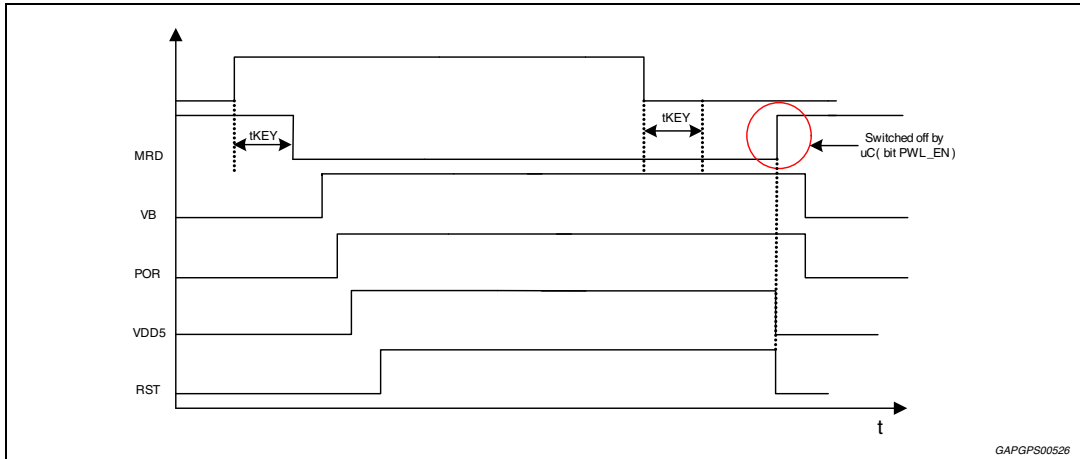 tKEY
tKEY
MRD
Switched off by
uC( bit PWL_EN)
VB
POR
VDD5
RST
t
GAPGPS00526